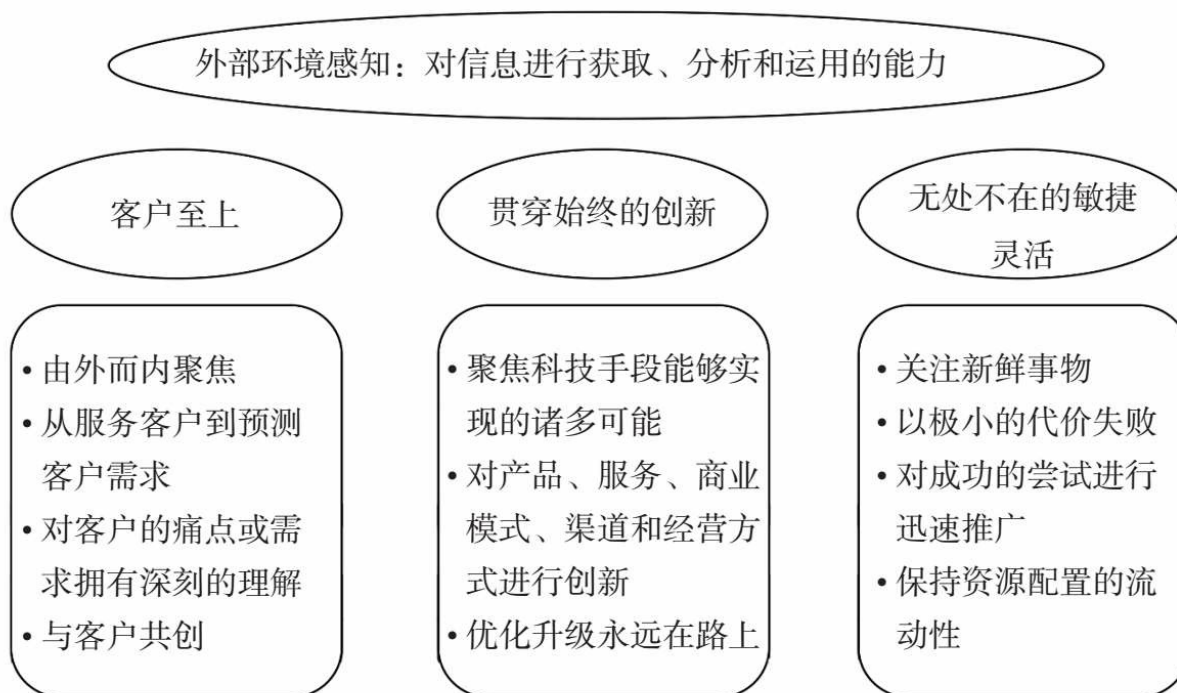 外部环境感知：对信息进行获取、分析和运用的能力
客户至上
贯穿始终的创新
无处不在的敏捷
灵活
• 由外而内聚焦
• 从服务客户到预测
客户需求
• 对客户的痛点或需
求拥有深刻的理解
• 与客户共创
• 聚焦科技手段能够实
现的诸多可能
• 对产品、服务、商业
模式、渠道和经营方
式进行创新
• 优化升级永远在路上
• 关注新鲜事物
• 以极小的代价失败
• 对成功的尝试进行
迅速推广
• 保持资源配置的流
动性